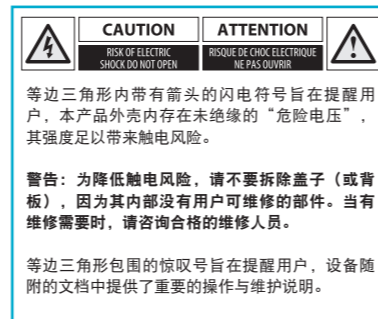 CAUTION
RISK OF ELECTRIC
SHOCK DO NOT OPEN
ATTENTION
RISQUE DE CHOC ELECTRIQUE
NE PAS OUVRIR
等边三角形内带有箭头的闪电符号旨在提醒用
户，本产品外壳内存在未绝缘的“危险电压”，
其强度足以带来触电风险。
警告：为降低触电风险，请不要拆除盖子（或背
板），因为其内部没有用户可维修的部件。当有
维修需要时，请咨询合格的维修人员。
等边三角形包围的惊叹号旨在提醒用户，设备随
附的文档中提供了重要的操作与维护说明。